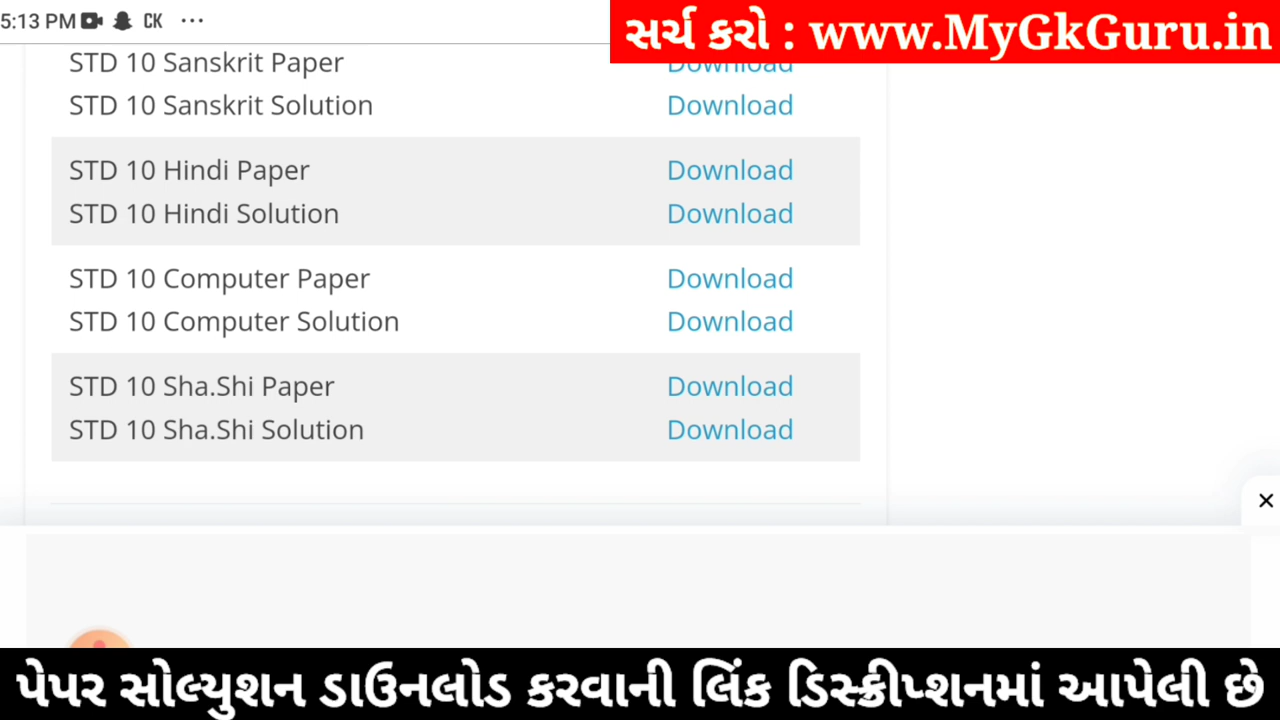 5:13 PM CK ...
સર્ચ કરો : www.MyGkGuru.in
STD 10 Sanskrit Paper Download
STD 10 Sanskrit Solution Download
STD 10 Hindi Paper Download
STD 10 Hindi Solution Download
STD 10 Computer Paper Download
STD 10 Computer Solution Download
STD 10 Sha.Shi Paper Download
STD 10 Sha.Shi Solution Download
પેપર સોલ્યુશન ડાઉનલોડ કરવાની લિંક ડિસ્ક્રીપ્શનમાં આપેલી છે